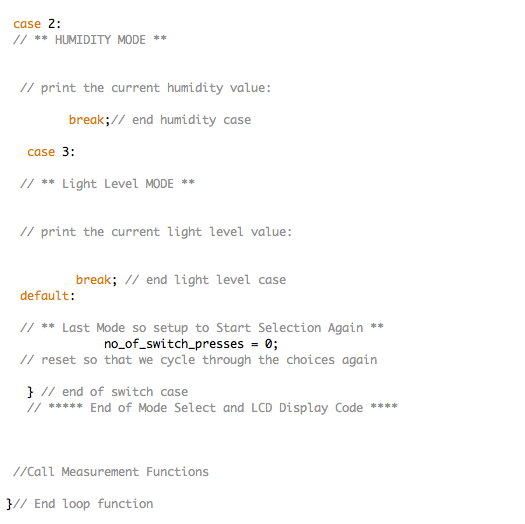 case 2:
// ** HUMIDITY MODE **
// print the current humidity value:
break;// end humidity case
case 3:
// ** Light Level MODE **
// print the current light level value:
break; // end light level case
default:
// ** Last Mode so setup to Start Selection Again **
no_of_switch_presses = 0;
// reset so that we cycle through the choices again
} // end of switch case
// ***** End of Mode Select and LCD Display Code ****
//Call Measurement Functions
}// End loop function